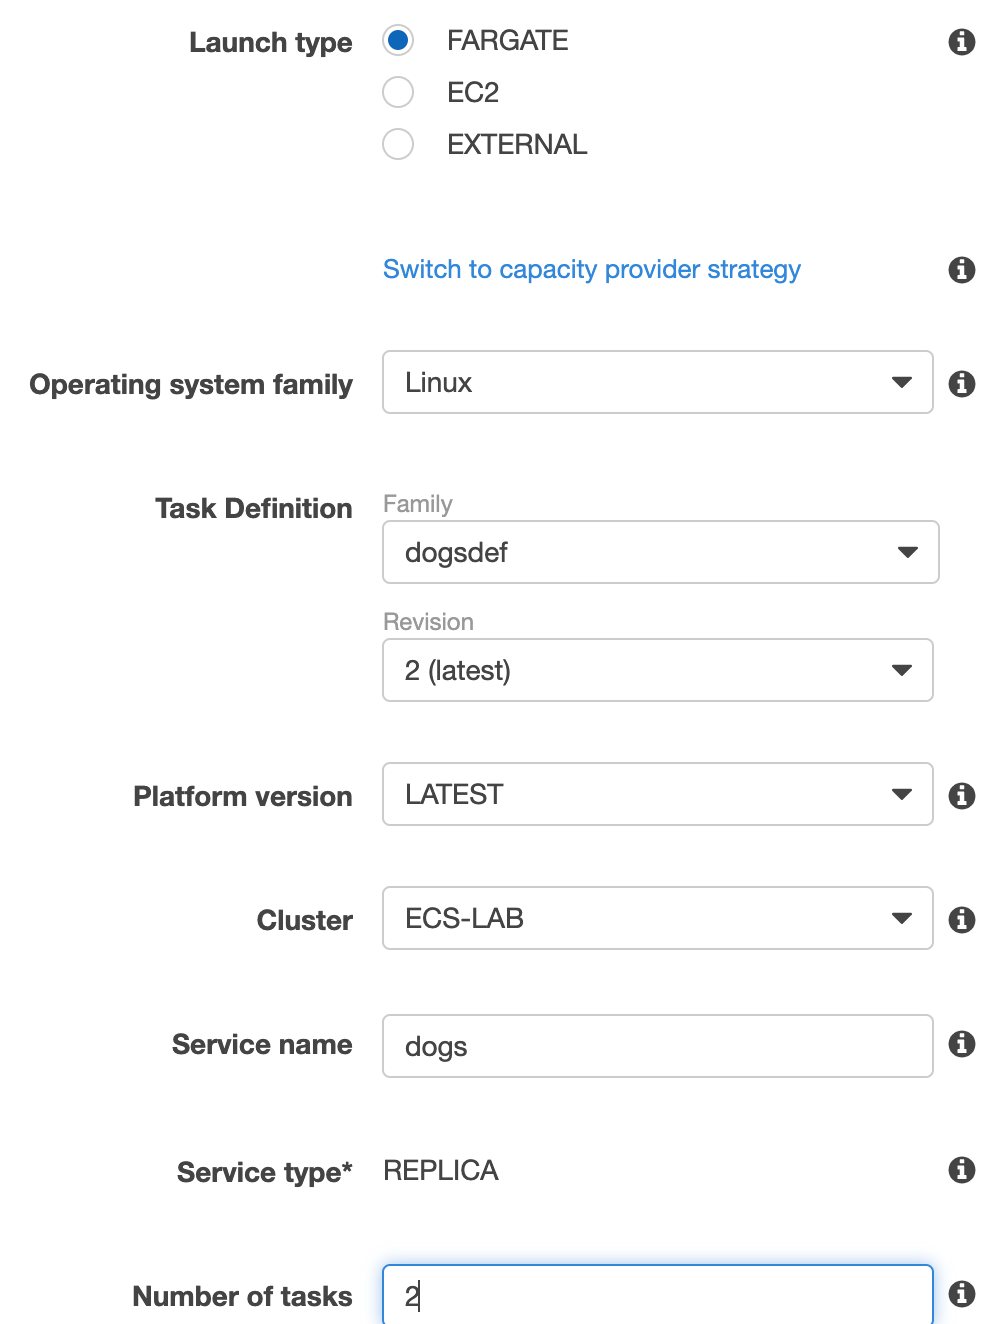 Launch type
FARGATE
EC2
EXTERNAL
Switch to capacity provider strategy
Operating system family
Linux
Task Definition
Family
dogsdef
Revision
2 (latest)
Platform version
LATEST
Cluster
ECS-LAB
Service name
dogs
Service type*
REPLICA
Number of tasks
2